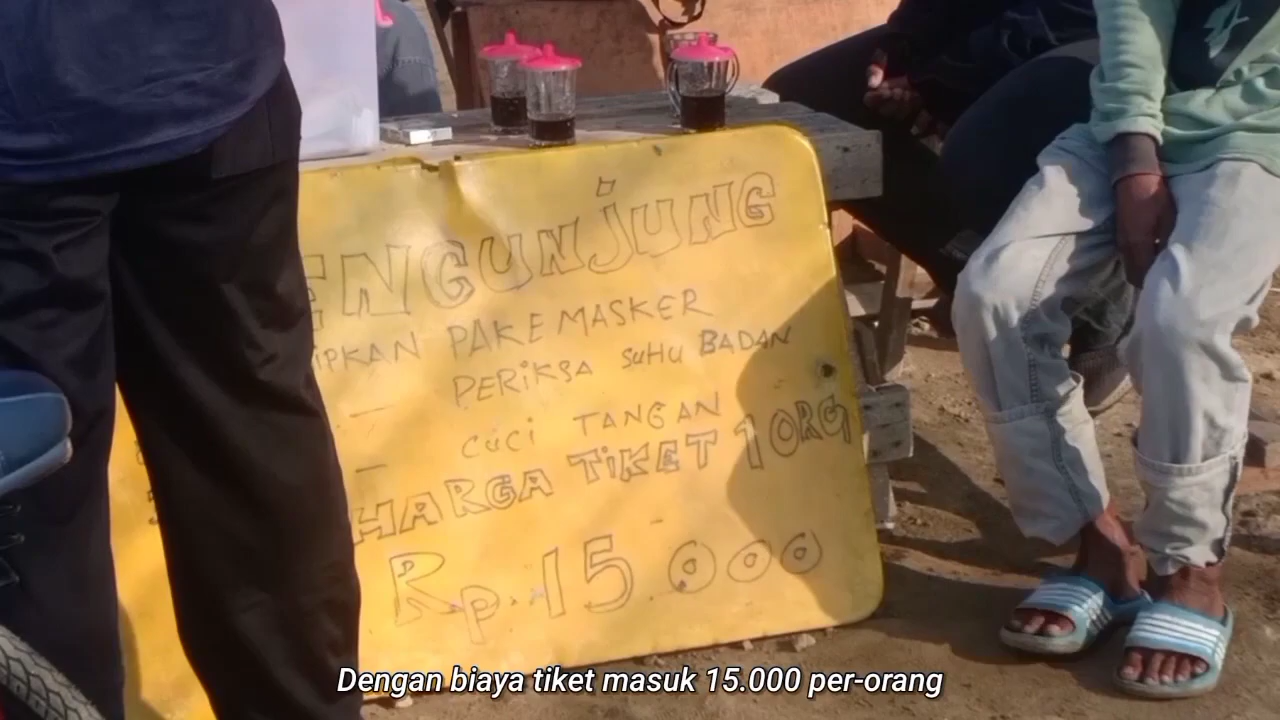 ENGUNJUNG
IPKAN PAKE MASKER
PERIKSA SUHU BADAN
CUCI TANGAN
HARGA TIKET 1 ORG
Rp. 15.000
Dengan biaya tiket masuk 15.000 per-orang